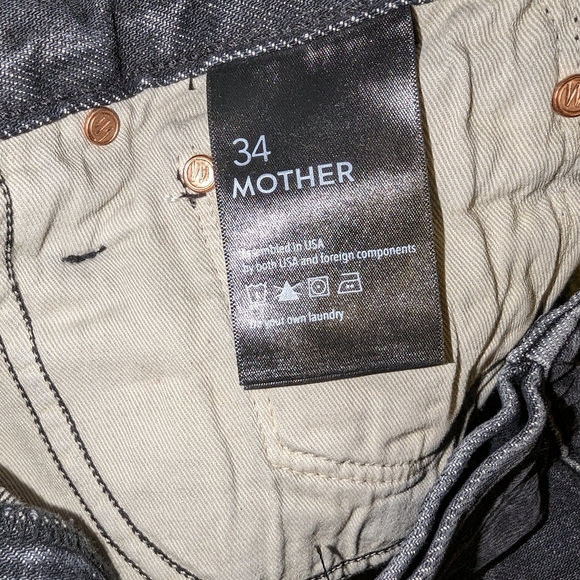 34
MOTHER
Assembled in USA
by both USA and foreign components
Do your own laundry